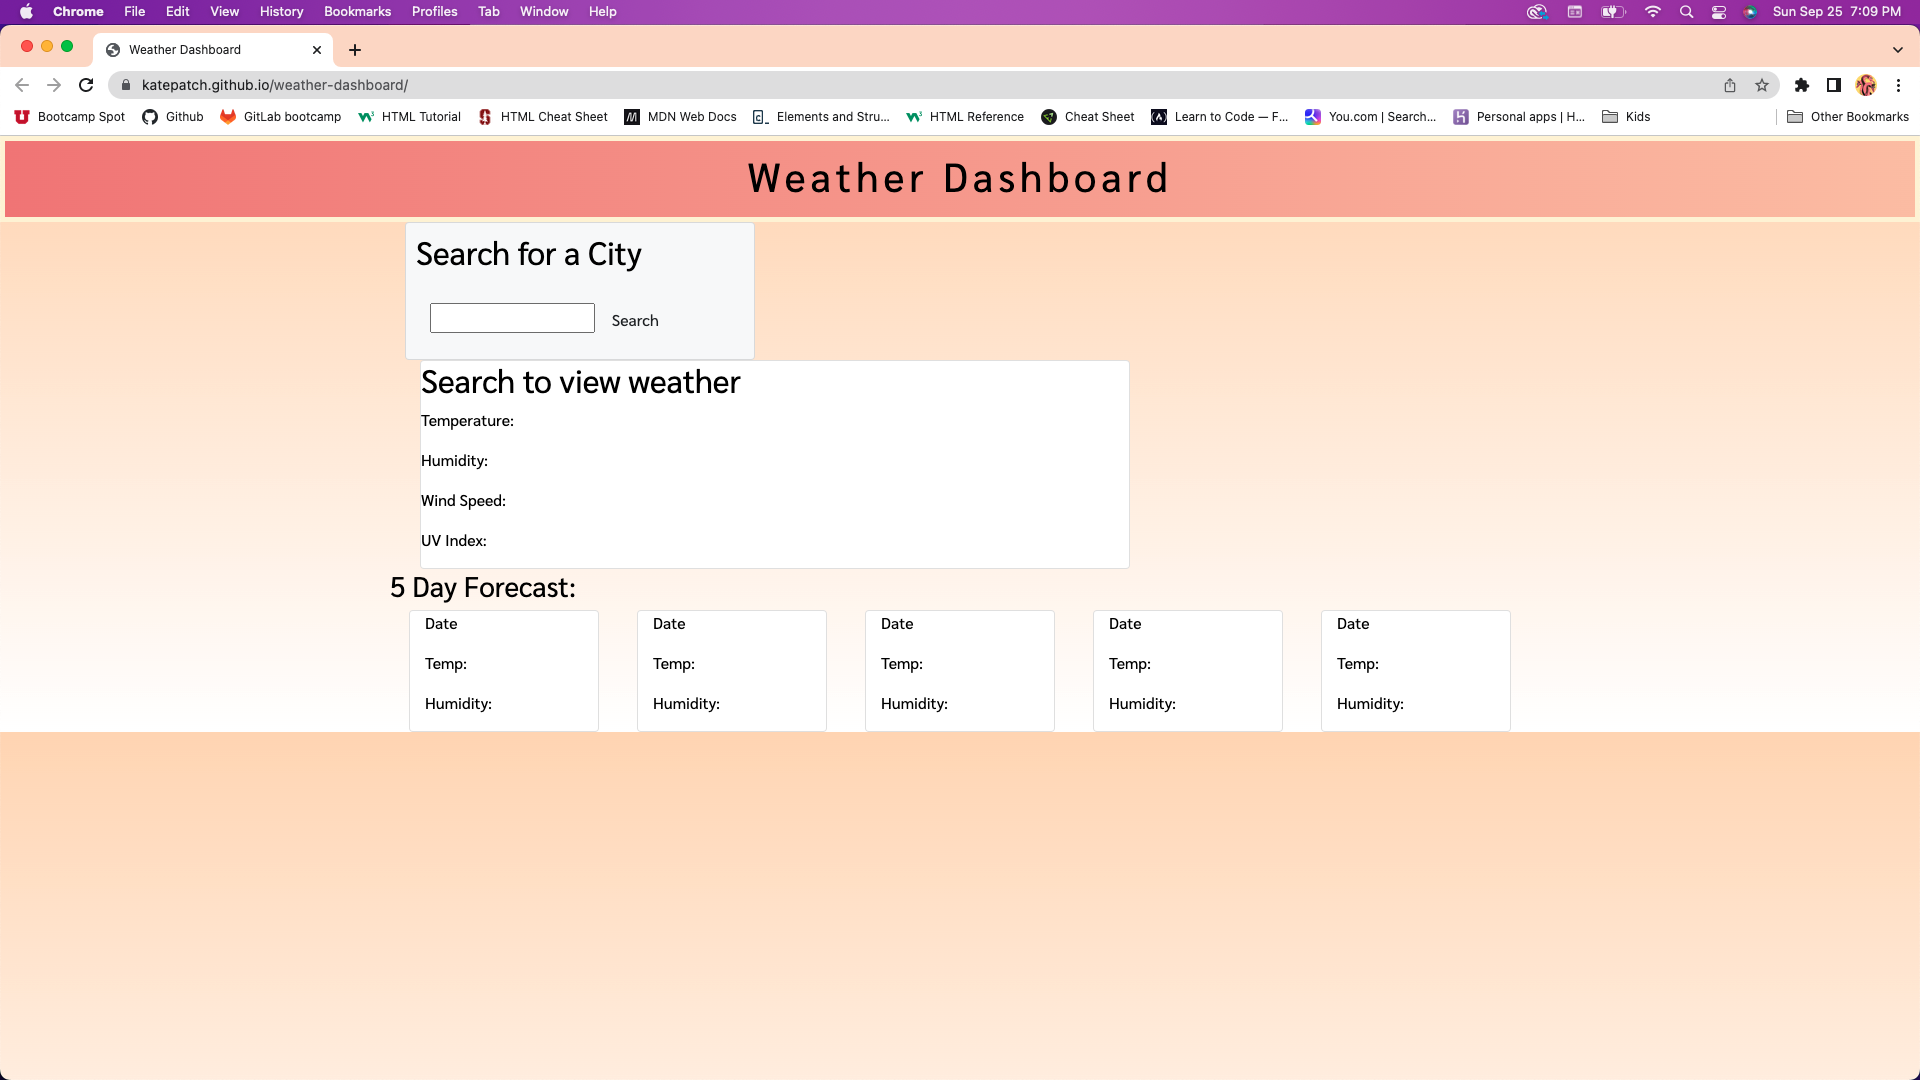 Chrome File Edit View History Bookmarks Profiles Tab Window Help Sun Sep 25 7:09 PM
Weather Dashboard
katepatch.github.io/weather-dashboard/
Bootcamp Spot Github GitLab bootcamp HTML Tutorial HTML Cheat Sheet MDN Web Docs Elements and Stru... HTML Reference Cheat Sheet Learn to Code — F... You.com | Search... Personal apps | H... Kids Other Bookmarks
Weather Dashboard
Search for a City
Search
Search to view weather
Temperature:
Humidity:
Wind Speed:
UV Index:
5 Day Forecast:
Date Date Date Date Date
Temp: Temp: Temp: Temp: Temp:
Humidity: Humidity: Humidity: Humidity: Humidity: